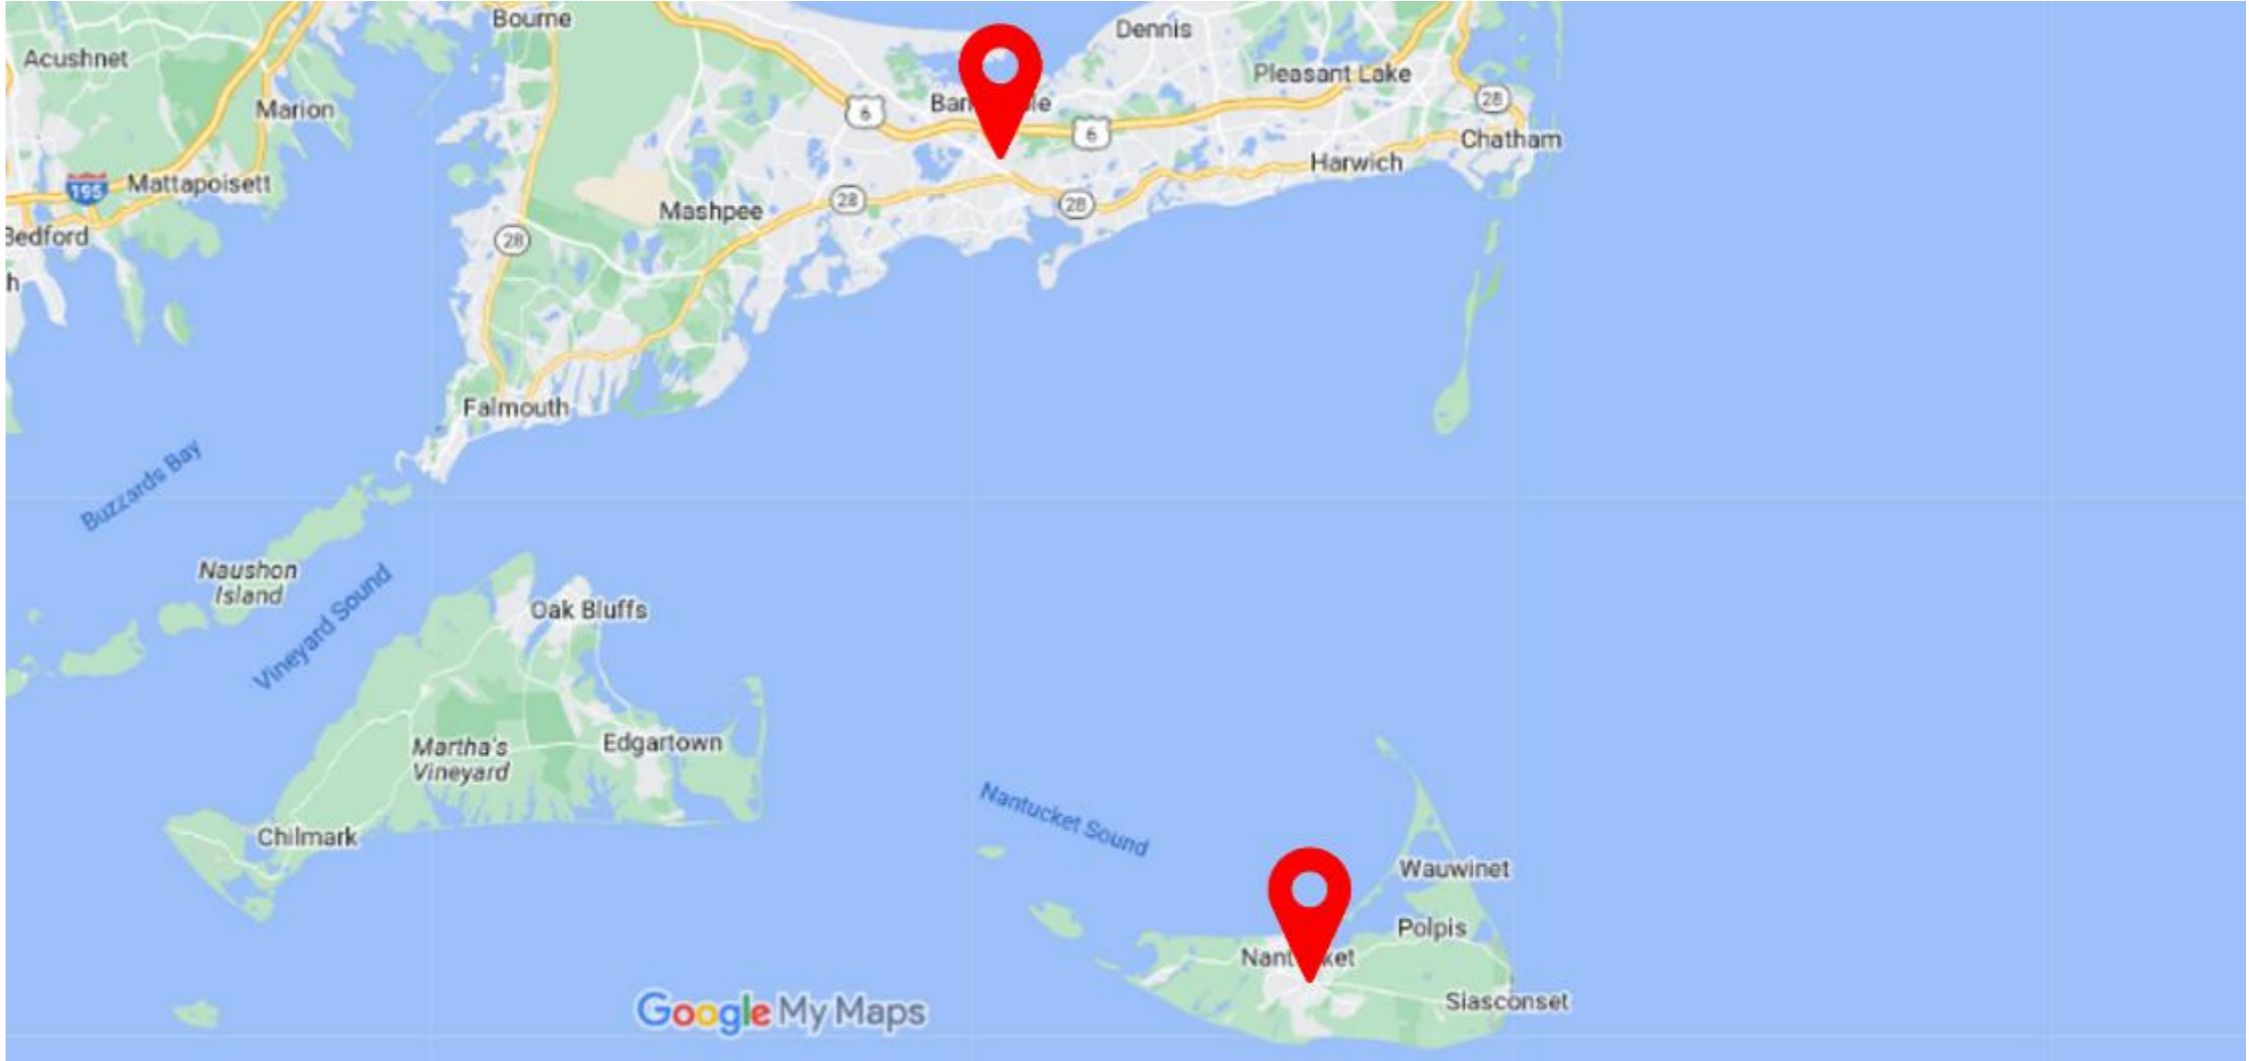 Bourne
Dennis
Acushnet
Pleasant Lake
Marion
6
6
28
Chatham
Harwich
195
Mattapoisett
28
28
Mashpee
Bedford
28
h
Falmouth
Buzzards Bay
Naushon
Island
Vineyard Sound
Oak Bluffs
Martha's
Vineyard
Edgartown
Nantucket Sound
Chilmark
Wauwinet
Polpis
Siasconset
Google My Maps